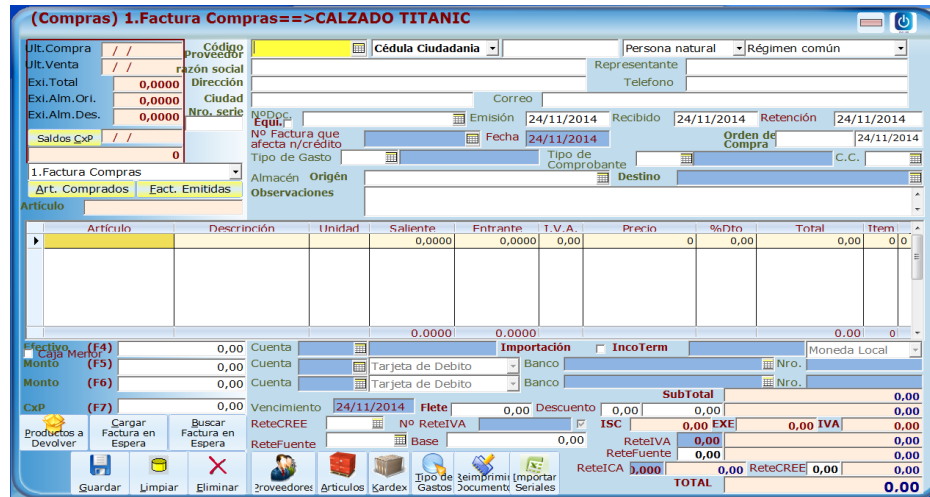 (Compras) 1.Factura Compras==>CALZADO TITANIC
Ult.Compra / / Código Proveedor Cédula Ciudadania Persona natural Régimen común
Ult.Venta / / razón social Representante
Exi.Total 0,0000 Dirección Telefono
Exi.Alm.Ori. 0,0000 Ciudad Correo
Exi.Alm.Des. 0,0000 Nro. serie NºDoc. Equi. Emisión 24/11/2014 Recibido 24/11/2014 Retención 24/11/2014
Saldos CxP / / Nº Factura que afecta n/crédito Fecha 24/11/2014 Orden de Compra 24/11/2014
0 Tipo de Gasto Tipo de Comprobante C.C.
1.Factura Compras Almacén Origên Destino
Art. Comprados Fact. Emitidas Observaciones
Artículo
Artículo Descripción Unidad Saliente Entrante I.V.A. Precio %Dto Total Item
0,0000 0,0000 0,00 0 0,00 0,00 0 0
0.0000 0.0000 0.00 0
Efectivo (F4) 0,00 Cuenta Importación IncoTerm Moneda Local
Caja Menor
Monto (F5) 0,00 Cuenta Tarjeta de Debito Banco Nro.
Monto (F6) 0,00 Cuenta Tarjeta de Debito Banco Nro.
SubTotal 0,00
CxP (F7) 0,00 Vencimiento 24/11/2014 Flete 0,00 Descuento 0,00 0,00 0,00
Productos a Devolver Cargar Factura en Espera Buscar Factura en Espera ReteCREE Nº ReteIVA ISC 0,00 EXE 0,00 IVA 0,00
ReteFuente Base 0,00 ReteIVA 0,00 0,00
ReteFuente 0,00 0,00
ReteICA 0,00 ReteCREE 0,00 0,00
Guardar Limpiar Eliminar Proveedores Articulos Kardex Tipo de Gastos Reimprimir Documento Importar Seriales TOTAL 0.00